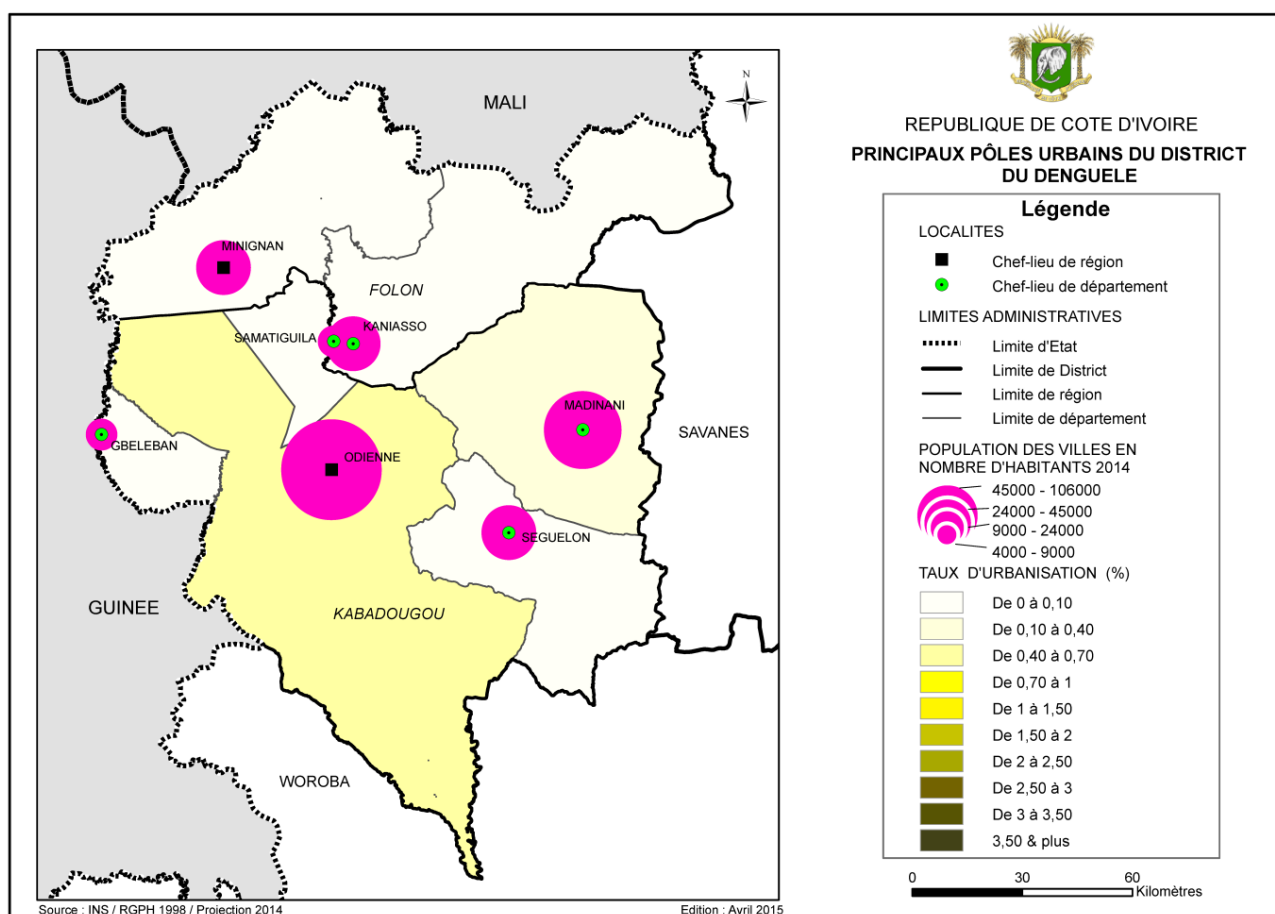 MALI
N
MINIGNAN
FOLON
SAMATIGUILA
KANIASSO
MADINANI
SAVANES
GBELEBAN
ODIENNE
SEGUELON
GUINEE
KABADOUGOU
WOROBA
Source : INS / RGPH 1998 / Projection 2014
Edition : Avril 2015
REPUBLIQUE DE COTE D'IVOIRE
PRINCIPAUX PÔLES URBAINS DU DISTRICT
DU DENGUELE
Légende
LOCALITES
Chef-lieu de région
Chef-lieu de département
LIMITES ADMINISTRATIVES
Limite d'Etat
Limite de District
Limite de région
Limite de département
POPULATION DES VILLES EN
NOMBRE D'HABITANTS 2014
45000 - 106000
24000 - 45000
9000 - 24000
4000 - 9000
TAUX D'URBANISATION (%)
De 0 à 0,10
De 0,10 à 0,40
De 0,40 à 0,70
De 0,70 à 1
De 1 à 1,50
De 1,50 à 2
De 2 à 2,50
De 2,50 à 3
De 3 à 3,50
3,50 & plus
0 30 60
Kilomètres